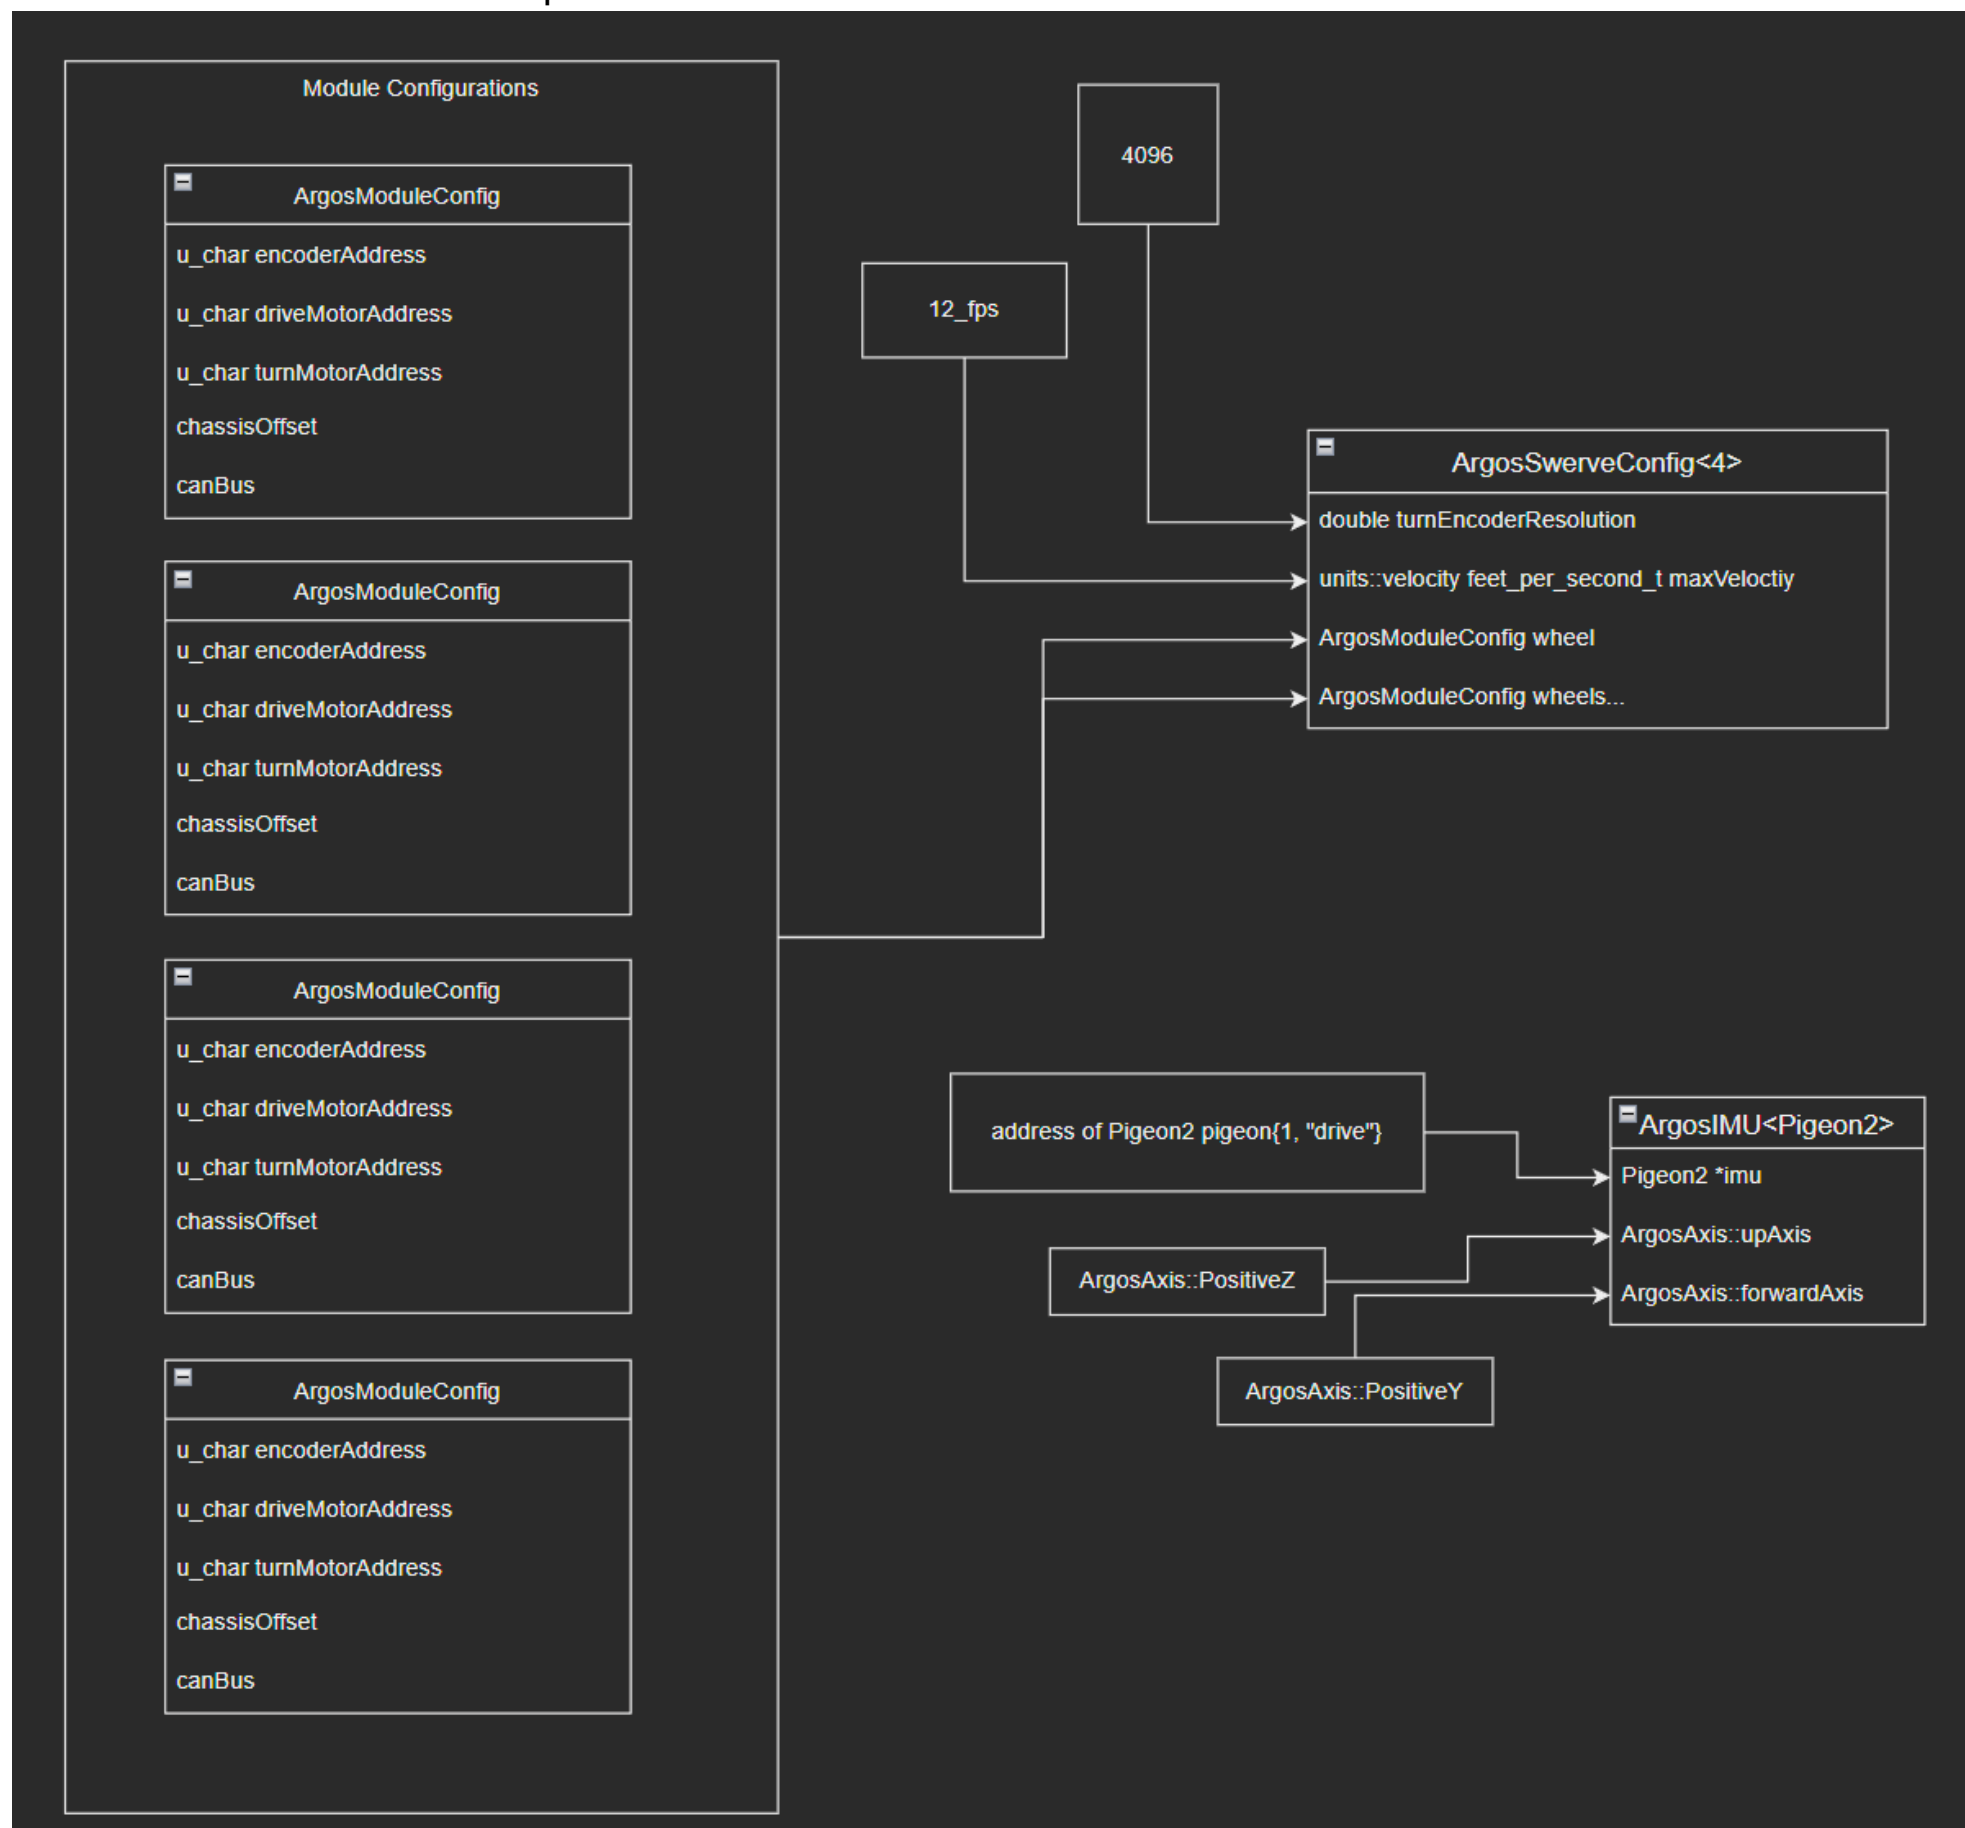 Module Configurations
ArgosModuleConfig
u_char encoderAddress
u_char driveMotorAddress
u_char turnMotorAddress
chassisOffset
canBus
ArgosModuleConfig
u_char encoderAddress
u_char driveMotorAddress
u_char turnMotorAddress
chassisOffset
canBus
ArgosModuleConfig
u_char encoderAddress
u_char driveMotorAddress
u_char turnMotorAddress
chassisOffset
canBus
ArgosModuleConfig
u_char encoderAddress
u_char driveMotorAddress
u_char turnMotorAddress
chassisOffset
canBus
4096
12_fps
ArgosSwerveConfig<4>
double turnEncoderResolution
units::velocity feet_per_second_t maxVeloctiy
ArgosModuleConfig wheel
ArgosModuleConfig wheels...
address of Pigeon2 pigeon{1, "drive"}
ArgosAxis::PositiveZ
ArgosAxis::PositiveY
ArgosIMU<Pigeon2>
Pigeon2 *imu
ArgosAxis::upAxis
ArgosAxis::forwardAxis